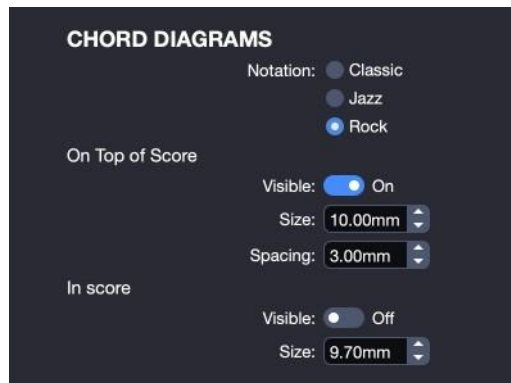 CHORD DIAGRAMS
Notation: Classic
Jazz
Rock
On Top of Score
Visible: On
Size: 10.00mm
Spacing: 3.00mm
In score
Visible: Off
Size: 9.70mm